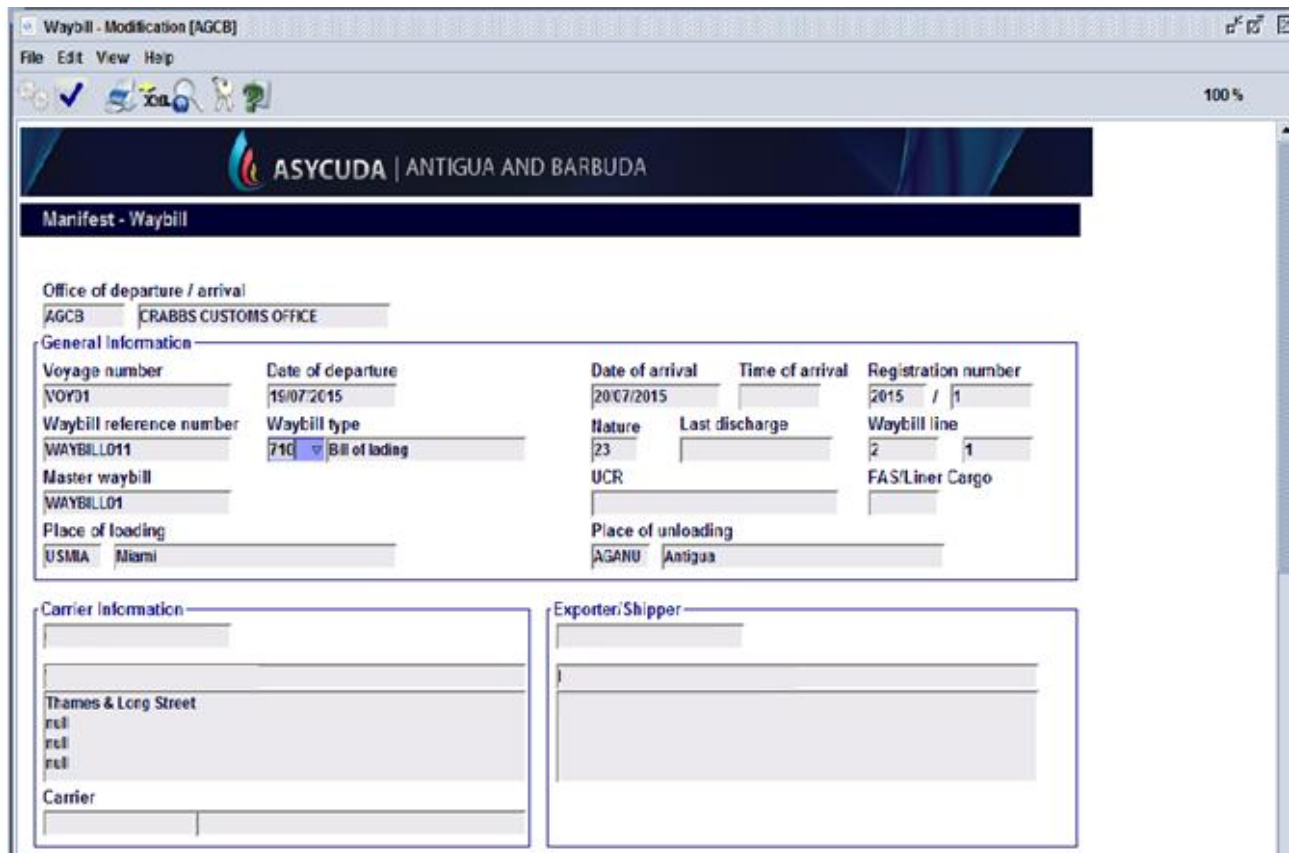 Waybill - Modification [AGCB]
File Edit View Help
100 %
ASYCUDA | ANTIGUA AND BARBUDA
Manifest - Waybill
Office of departure / arrival
AGCB CRABBS CUSTOMS OFFICE
General Information
Voyage number Date of departure Date of arrival Time of arrival Registration number
VOY01 19/07/2015 20/07/2015 2015 / 1
Waybill reference number Waybill type Nature Last discharge Waybill line
WAYBILL011 710 Bill of lading 23 2 1
Master waybill UCR FAS/Liner Cargo
WAYBILL01
Place of loading Place of unloading
USMIA Miami AGANU Antigua
Carrier Information Exporter/Shipper
Thames & Long Street
null
null
null
Carrier